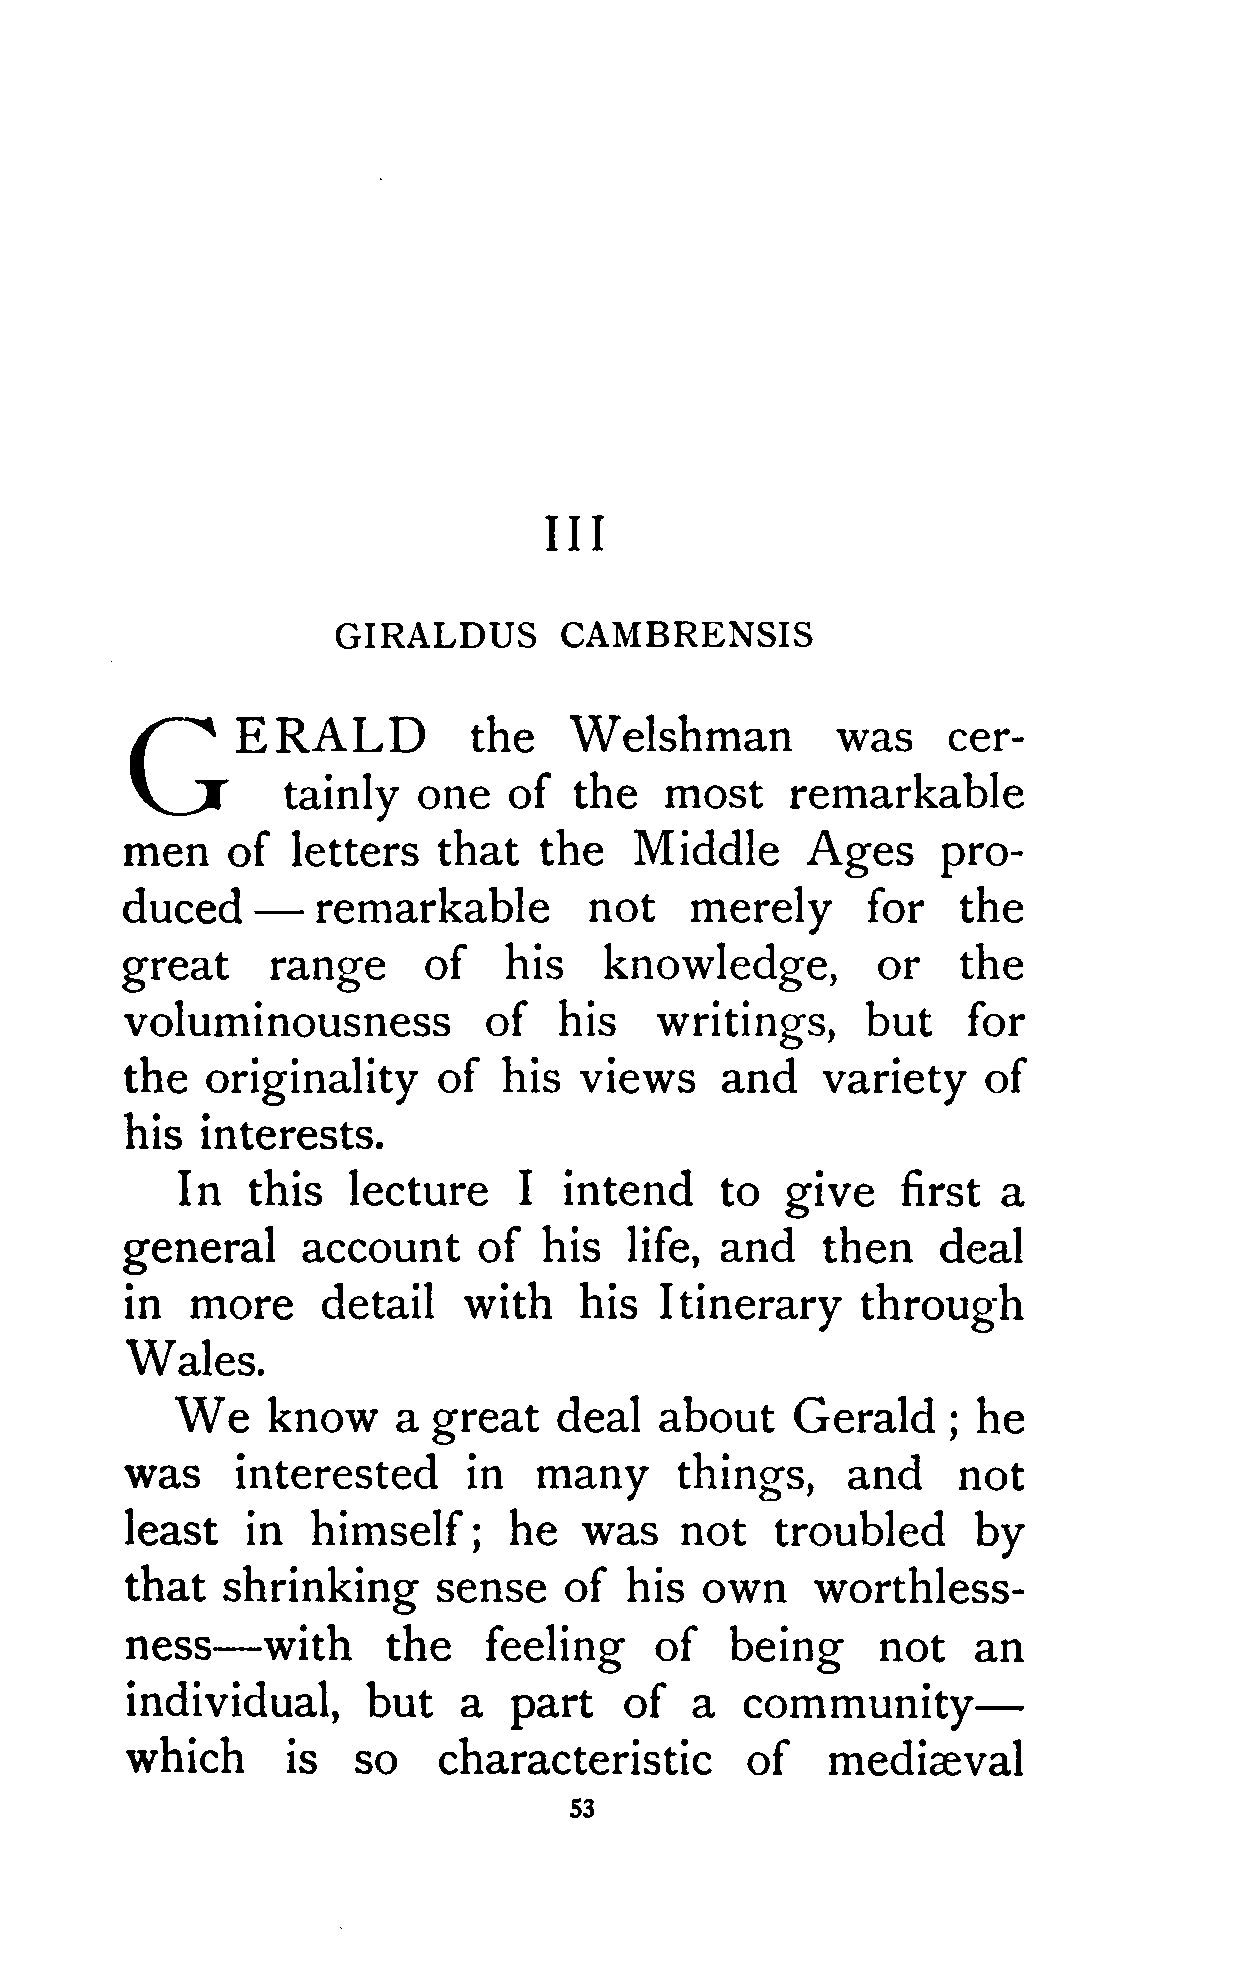 III
GIRALDUS CAMBRENSIS
GERALD the Welshman was cer-
tainly one of the most remarkable
men of letters that the Middle Ages pro-
duced — remarkable not merely for the
great range of his knowledge, or the
voluminousness of his writings, but for
the originality of his views and variety of
his interests.
In this lecture I intend to give first a
general account of his life, and then deal
in more detail with his Itinerary through
Wales.
We know a great deal about Gerald ; he
was interested in many things, and not
least in himself ; he was not troubled by
that shrinking sense of his own worthless-
ness—with the feeling of being not an
individual, but a part of a community—
which is so characteristic of mediæval
53